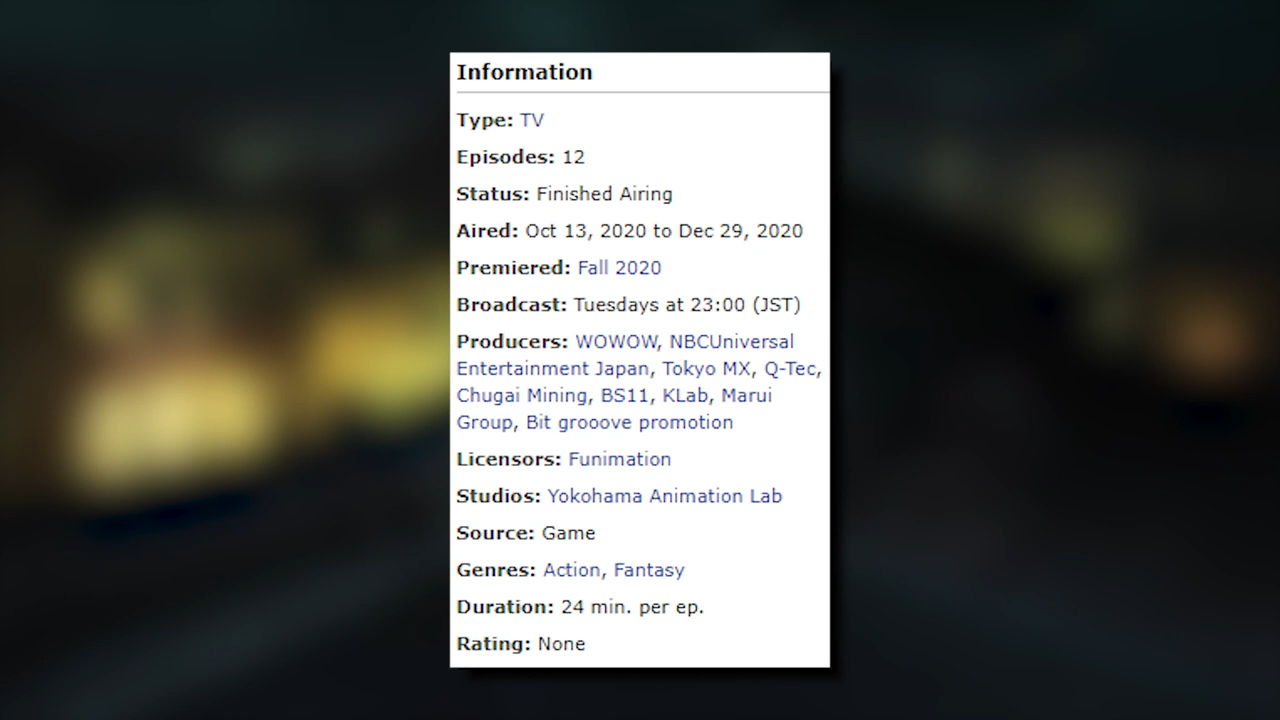 Information
Type: TV
Episodes: 12
Status: Finished Airing
Aired: Oct 13, 2020 to Dec 29, 2020
Premiered: Fall 2020
Broadcast: Tuesdays at 23:00 (JST)
Producers: WOWOW, NBCUniversal
Entertainment Japan, Tokyo MX, Q-Tec,
Chugai Mining, BS11, KLab, Marui
Group, Bit grooove promotion
Licensors: Funimation
Studios: Yokohama Animation Lab
Source: Game
Genres: Action, Fantasy
Duration: 24 min. per ep.
Rating: None